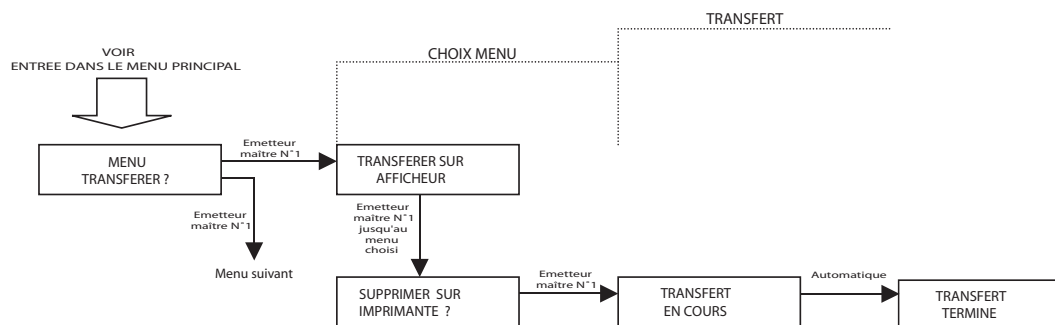 TRANSFERT
VOIR
ENTREE DANS LE MENU PRINCIPAL
CHOIX MENU
MENU
TRANSFERER ?
Emetteur
maître N°1
TRANSFERER SUR
AFFICHEUR
Emetteur
maître N°1
Menu suivant
Emetteur
maître N°1
jusqu'au
menu
choisi
SUPPRIMER SUR
IMPRIMANTE ?
Emetteur
maître N°1
TRANSFERT
EN COURS
Automatique
TRANSFERT
TERMINE